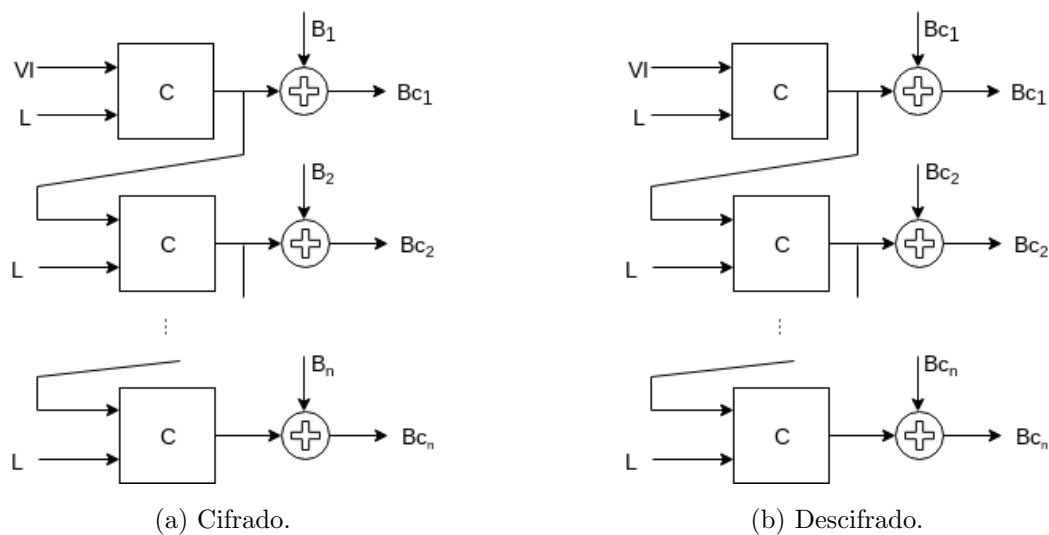 B1
Bc1
VI
C
Bc1
VI
C
Bc1
L
L
B2
Bc2
C
Bc2
C
Bc2
L
L
Bn
Bcn
C
Bcn
C
Bcn
L
L
(a) Cifrado.
(b) Descifrado.